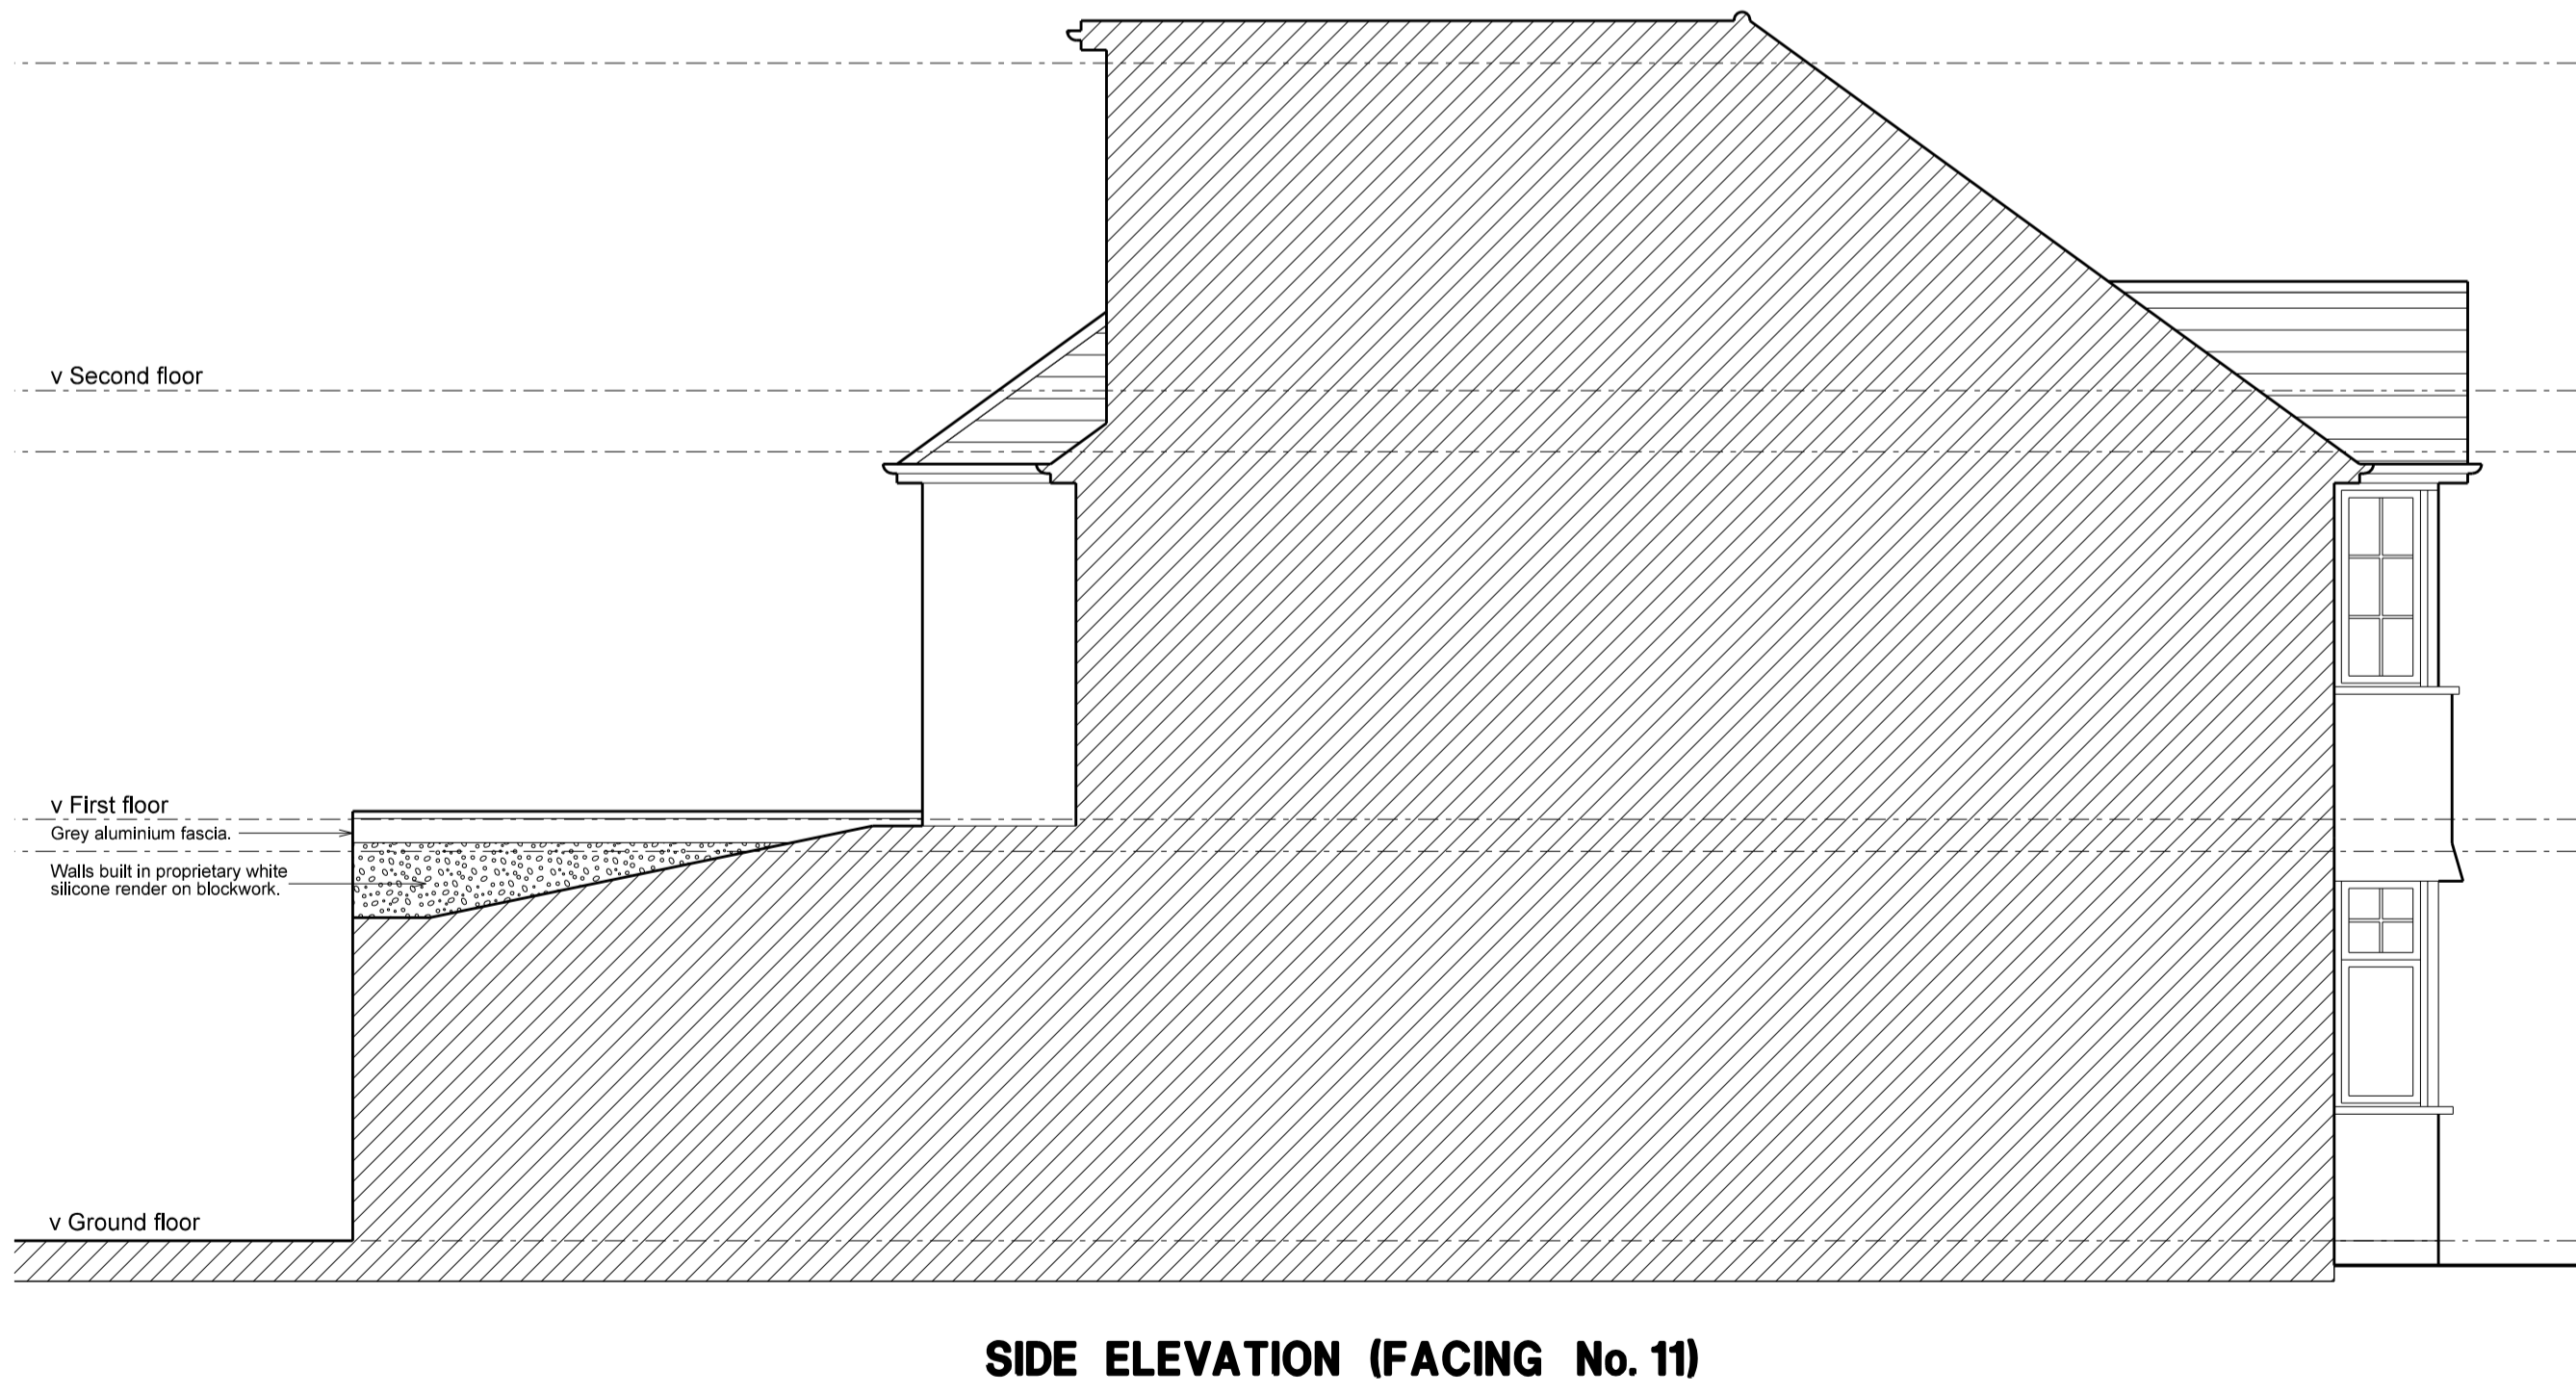 v Second floor
v First floor
Grey aluminium fascia.
Walls built in proprietary white
silicone render on blockwork.
v Ground floor
SIDE ELEVATION (FACING No. 11)